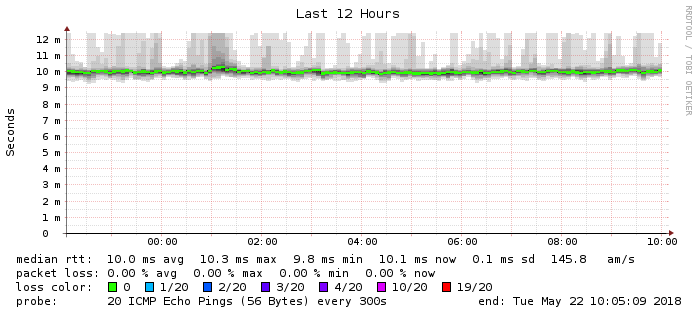 Last 12 Hours
RRDTOOL / TOBI OETIKER
Seconds
12 m
11 m
10 m
9 m
8 m
7 m
6 m
5 m
4 m
3 m
2 m
1 m
0
00:00 02:00 04:00 06:00 08:00 10:00
median rtt: 10.0 ms avg 10.3 ms max 9.8 ms min 10.1 ms now 0.1 ms sd 145.8 am/s
packet loss: 0.00 % avg 0.00 % max 0.00 % min 0.00 % now
loss color: 0 1/20 2/20 3/20 4/20 10/20 19/20
probe: 20 ICMP Echo Pings (56 Bytes) every 300s end: Tue May 22 10:05:09 2018